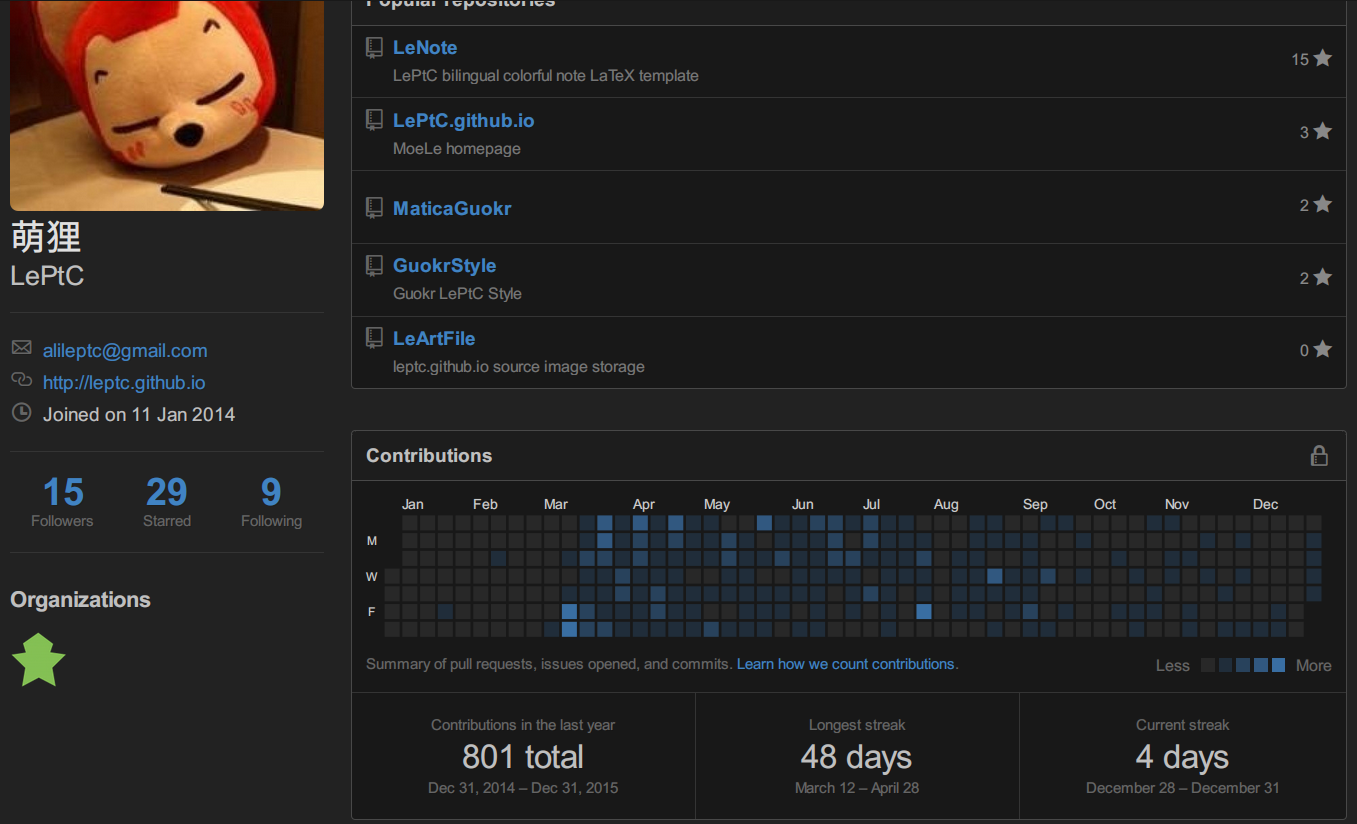 Popular repositories
LeNote
LePtC bilingual colorful note LaTeX template
15
LePtC.github.io
MoeLe homepage
3
MaticaGuokr
2
GuokrStyle
Guokr LePtC Style
2
LeArtFile
leptc.github.io source image storage
0
萌狸
LePtC
alileptc@gmail.com
http://leptc.github.io
Joined on 11 Jan 2014
15 29 9
Followers Starred Following
Organizations
Contributions
Jan Feb Mar Apr May Jun Jul Aug Sep Oct Nov Dec
M
W
F
Summary of pull requests, issues opened, and commits. Learn how we count contributions.
Less More
Contributions in the last year
801 total
Dec 31, 2014 – Dec 31, 2015
Longest streak
48 days
March 12 – April 28
Current streak
4 days
December 28 – December 31